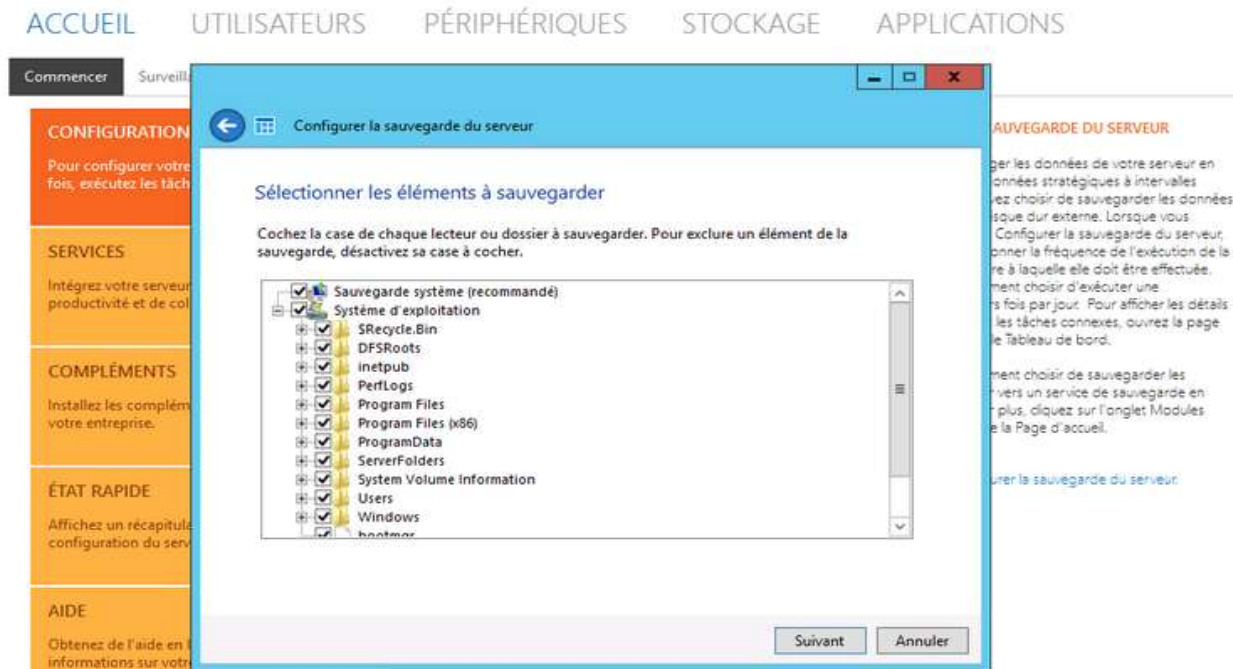 ACCUEIL UTILISATEURS PÉRIPHÉRIQUES STOCKAGE APPLICATIONS
Commencer Surveill
CONFIGURATION
Pour configurer votre
fois, exécutez les tâch
SERVICES
Intégrez votre serveur
productivité et de col
COMPLÉMENTS
Installez les complém
votre entreprise.
ÉTAT RAPIDE
Affichez un récapitula
configuration du serv
AIDE
Obtenez de l'aide en l
informations sur votr
Configurer la sauvegarde du serveur
Sélectionner les éléments à sauvegarder
Cochez la case de chaque lecteur ou dossier à sauvegarder. Pour exclure un élément de la
sauvegarde, désactivez sa case à cocher.
Sauvegarde système (recommandé)
Système d'exploitation
$Recycle.Bin
DFSRoots
inetpub
PerfLogs
Program Files
Program Files (x86)
ProgramData
ServerFolders
System Volume Information
Users
Windows
bootmgr
Suivant Annuler
AUVEGARDE DU SERVEUR
ger les données de votre serveur en
onnées stratégiques à intervalles
vez choisir de sauvegarder les données
isque dur externe. Lorsque vous
Configurer la sauvegarde du serveur,
onner la fréquence de l'exécution de la
re à laquelle elle doit être effectuée.
ment choisir d'exécuter une
rs fois par jour. Pour afficher les détails
les tâches connexes, ouvrez la page
le Tableau de bord.
ment choisir de sauvegarder les
r vers un service de sauvegarde en
r plus, cliquez sur l'onglet Modules
e la Page d'accueil.
urer la sauvegarde du serveur.